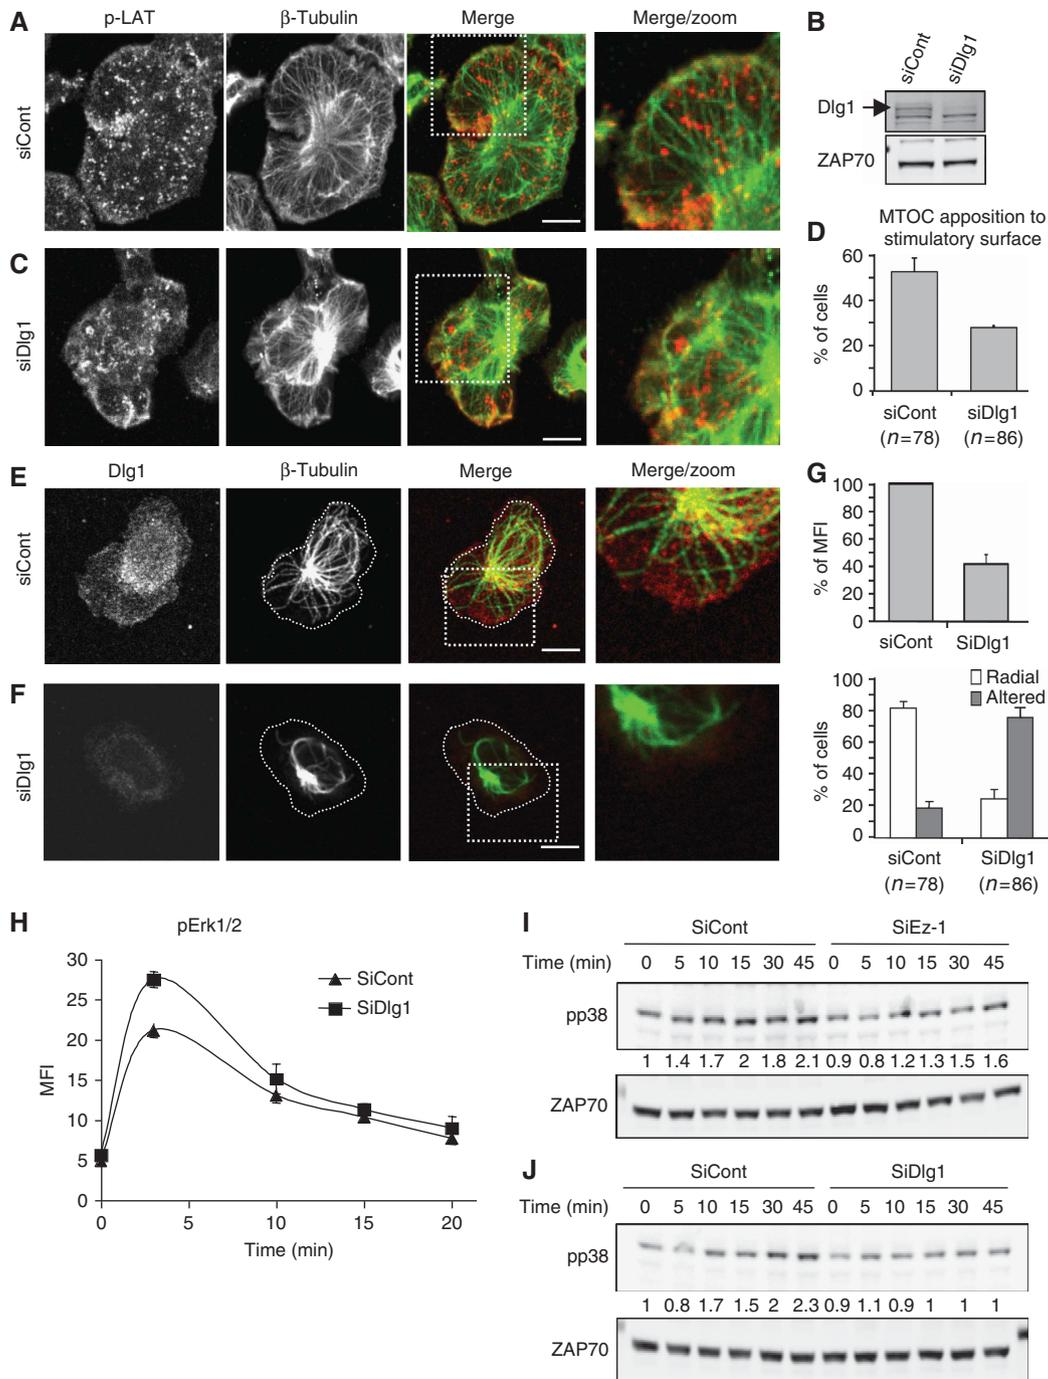 A
p-LAT
β-Tubulin
Merge
Merge/zoom
siCont
B
siCont
siDlg1
Dlg1
ZAP70
C
siDlg1
D
MTOC apposition to
stimulatory surface
% of cells
60
40
20
0
siCont
siDlg1
(n=78)
(n=86)
E
Dlg1
β-Tubulin
Merge
Merge/zoom
siCont
F
siDlg1
G
% of MFI
100
80
60
40
20
0
siCont
SiDlg1
% of cells
100
80
60
40
20
0
Radial
Altered
siCont
SiDlg1
(n=78)
(n=86)
H
pErk1/2
MFI
30
25
20
15
10
5
0
SiCont
SiDlg1
0 5 10 15 20
Time (min)
I
SiCont
SiEz-1
Time (min) 0 5 10 15 30 45 0 5 10 15 30 45
pp38
1 1.4 1.7 2 1.8 2.1 0.9 0.8 1.2 1.3 1.5 1.6
ZAP70
J
SiCont
SiDlg1
Time (min) 0 5 10 15 30 45 0 5 10 15 30 45
pp38
1 0.8 1.7 1.5 2 2.3 0.9 1.1 0.9 1 1 1
ZAP70